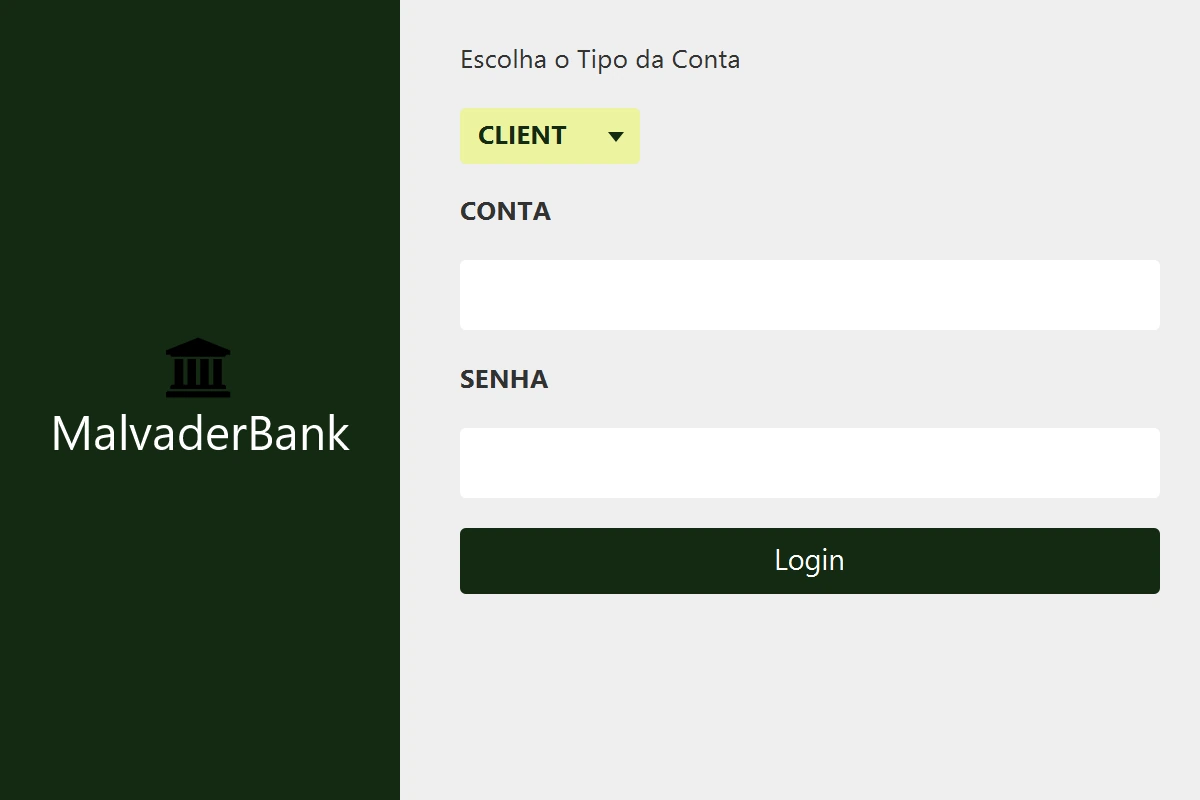 Escolha o Tipo da Conta
CLIENT
CONTA
SENHA
Login
MalvaderBank